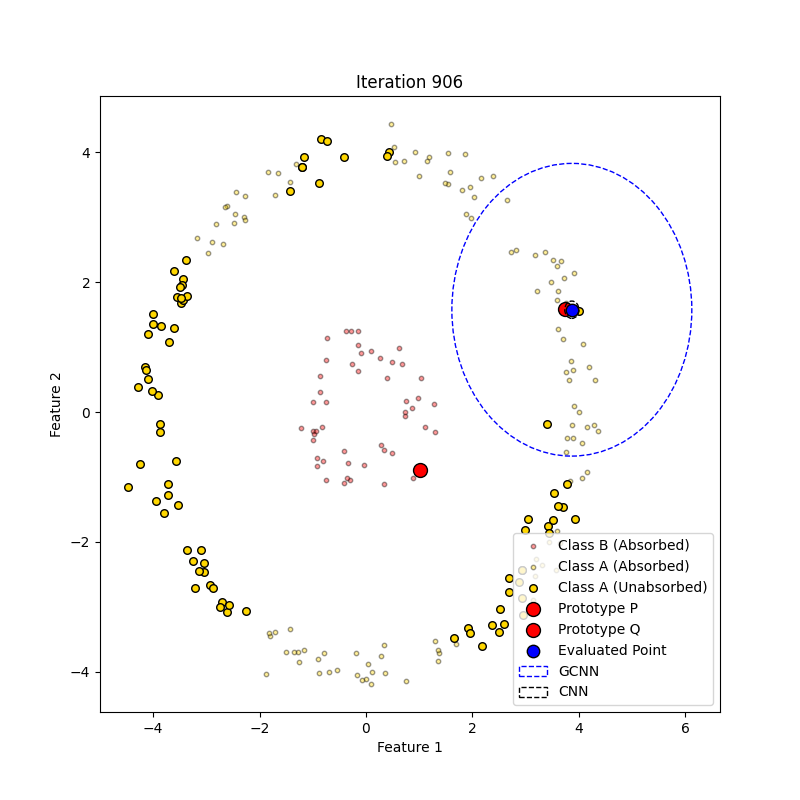 Iteration 906
4
2
0
−2
−4
Feature 2
−4
−2
0
2
4
6
Feature 1
Class B (Absorbed)
Class A (Absorbed)
Class A (Unabsorbed)
Prototype P
Prototype Q
Evaluated Point
GCNN
CNN